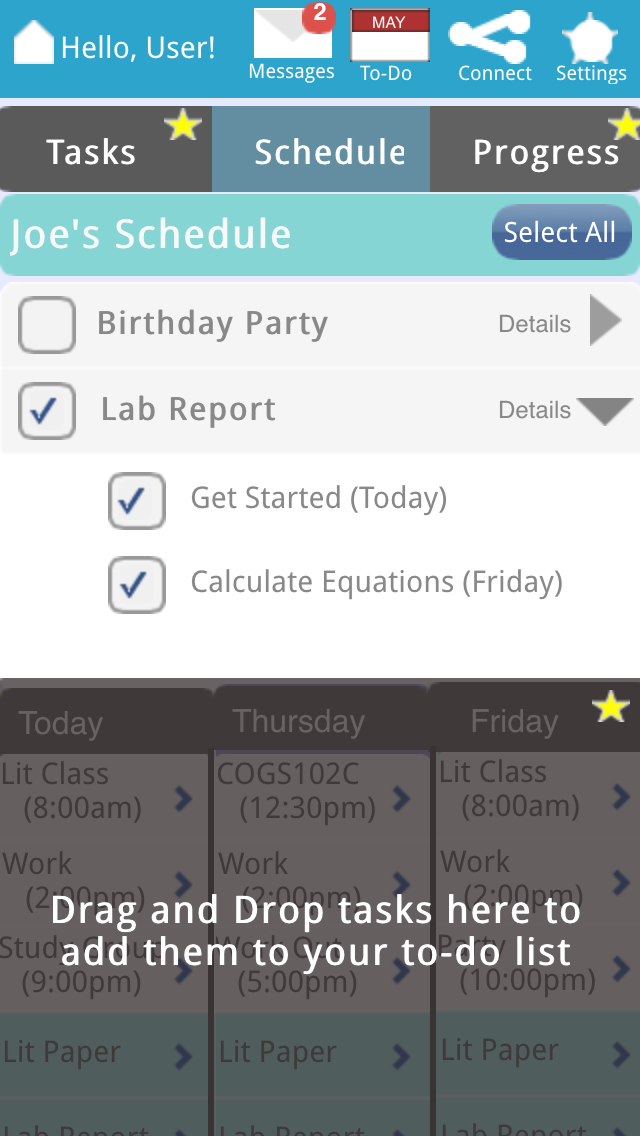 Hello, User!
2
Messages
MAY
To-Do
Connect
Settings
Tasks
Schedule
Progress
Joe's Schedule
Select All
Birthday Party
Details
Lab Report
Details
Get Started (Today)
Calculate Equations (Friday)
Today
Thursday
Friday
Lit Class
(8:00am)
COGS102C
(12:30pm)
Lit Class
(8:00am)
Work
(2:00pm)
Work
(2:00pm)
Work
(2:00pm)
Drag and Drop tasks here to
add them to your to-do list
Study Group
(9:00pm)
Work Out
(5:00pm)
Party
(10:00pm)
Lit Paper
Lit Paper
Lit Paper
Lab Report
Lab Report
Lab Report